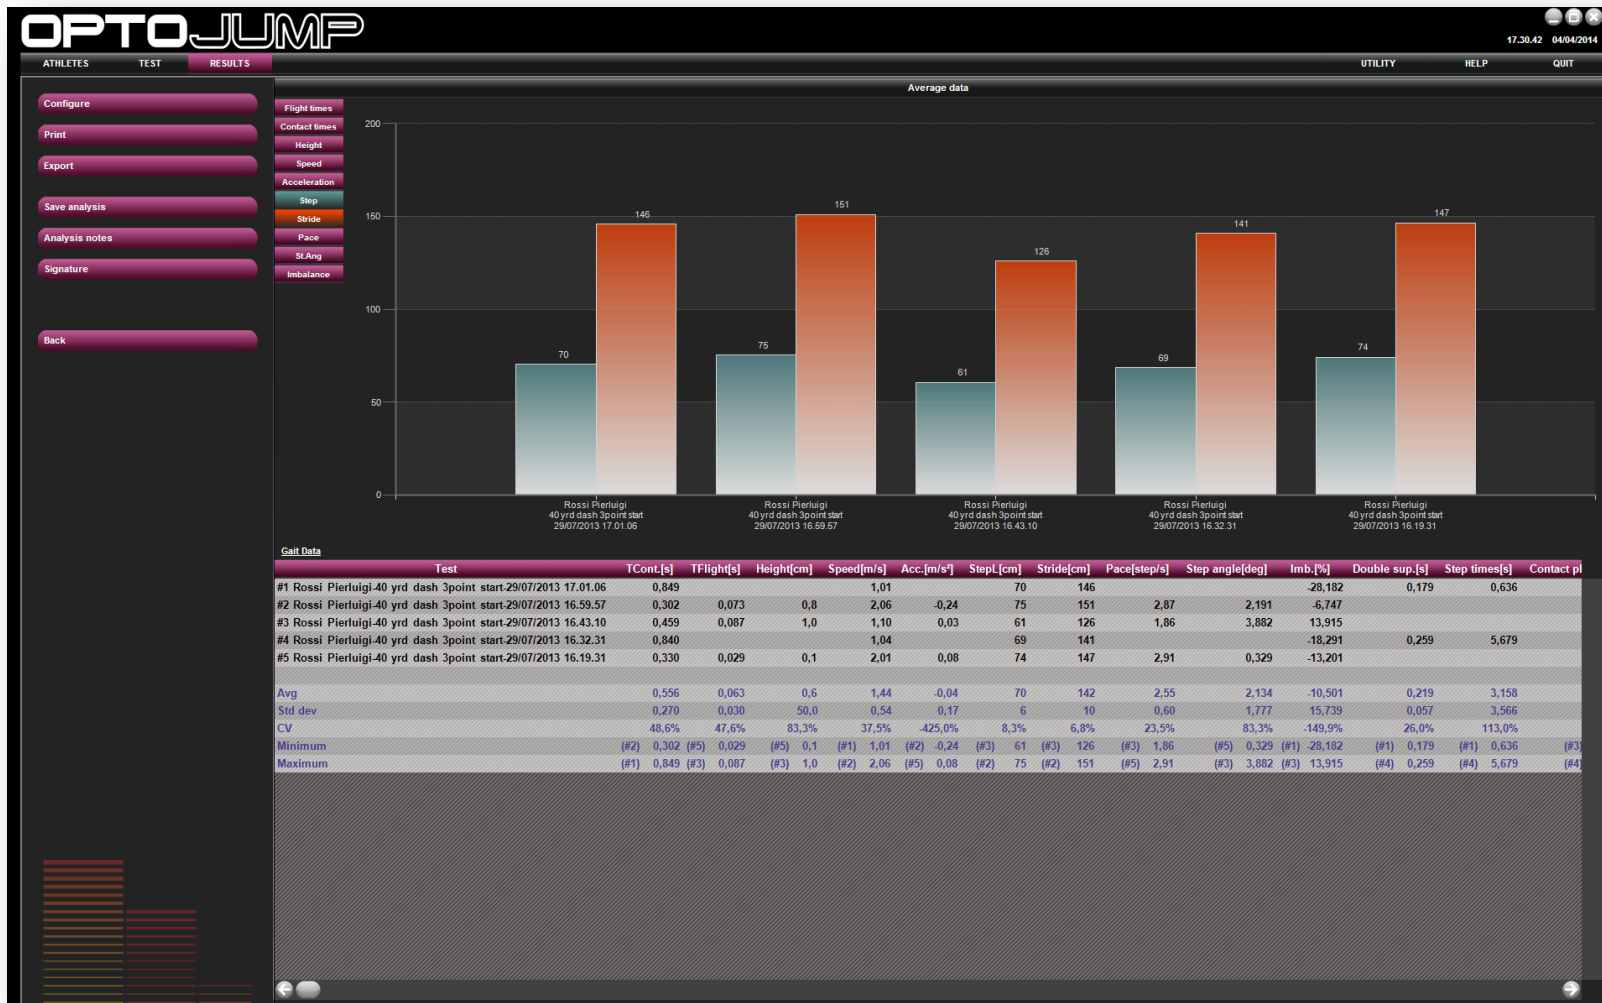 OPTOJUMP
17.30.42 04/04/2014
ATHLETES TEST RESULTS UTILITY HELP QUIT
Configure
Print
Export
Save analysis
Analysis notes
Signature
Back
Average data
Flight times
Contact times
Height
Speed
Acceleration
Step
Stride
Pace
St.Ang
Imbalance
200
150
100
50
0
70 146 75 151 61 126 69 141 74 147
Rossi Pierluigi
40 yrd dash 3point start
29/07/2013 17.01.06
Rossi Pierluigi
40 yrd dash 3point start
29/07/2013 16.59.57
Rossi Pierluigi
40 yrd dash 3point start
29/07/2013 16.43.10
Rossi Pierluigi
40 yrd dash 3point start
29/07/2013 16.32.31
Rossi Pierluigi
40 yrd dash 3point start
29/07/2013 16.19.31
Gait Data
Test TCont.[s] TFlight[s] Height[cm] Speed[m/s] Acc.[m/s²] StepL[cm] Stride[cm] Pace[step/s] Step angle[deg] Imb.[%] Double sup.[s] Step times[s] Contact pl
#1 Rossi Pierluigi-40 yrd dash 3point start-29/07/2013 17.01.06 0,849 1,01 70 146 -28,182 0,179 0,636
#2 Rossi Pierluigi-40 yrd dash 3point start-29/07/2013 16.59.57 0,302 0,073 0,8 2,06 -0,24 75 151 2,87 2,191 -6,747
#3 Rossi Pierluigi-40 yrd dash 3point start-29/07/2013 16.43.10 0,459 0,087 1,0 1,10 0,03 61 126 1,86 3,882 13,915
#4 Rossi Pierluigi-40 yrd dash 3point start-29/07/2013 16.32.31 0,840 1,04 69 141 -18,291 0,259 5,679
#5 Rossi Pierluigi-40 yrd dash 3point start-29/07/2013 16.19.31 0,330 0,029 0,1 2,01 0,08 74 147 2,91 0,329 -13,201
Avg 0,556 0,063 0,6 1,44 -0,04 70 142 2,55 2,134 -10,501 0,219 3,158
Std dev 0,270 0,030 50,0 0,54 0,17 6 10 0,60 1,777 15,739 0,057 3,566
CV 48,6% 47,6% 83,3% 37,5% -425,0% 8,3% 6,8% 23,5% 83,3% -149,9% 26,0% 113,0%
Minimum (#2) 0,302 (#5) 0,029 (#5) 0,1 (#1) 1,01 (#2) -0,24 (#3) 61 (#3) 126 (#3) 1,86 (#5) 0,329 (#1) -28,182 (#1) 0,179 (#1) 0,636 (#3)
Maximum (#1) 0,849 (#3) 0,087 (#3) 1,0 (#2) 2,06 (#5) 0,08 (#2) 75 (#2) 151 (#5) 2,91 (#3) 3,882 (#3) 13,915 (#4) 0,259 (#4) 5,679 (#4)